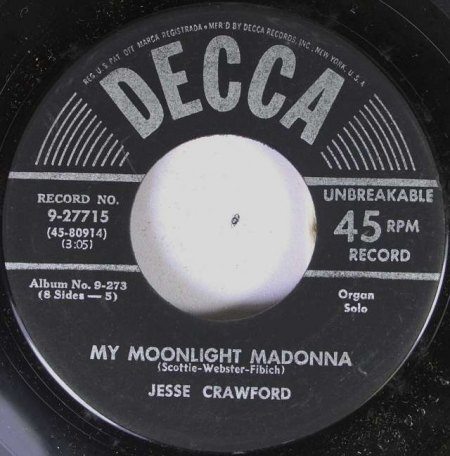 REG. U.S. PAT. OFF. MARCA REGISTRADA • MFR'D BY DECCA RECORDS, INC., NEW YORK, U.S.A.
DECCA
RECORD NO.
9-27715
(45-80914)
(3:05)
UNBREAKABLE
45 RPM
RECORD
Album No. 9-273
(8 Sides — 5)
Organ
Solo
MY MOONLIGHT MADONNA
(Scottie-Webster-Fibich)
JESSE CRAWFORD